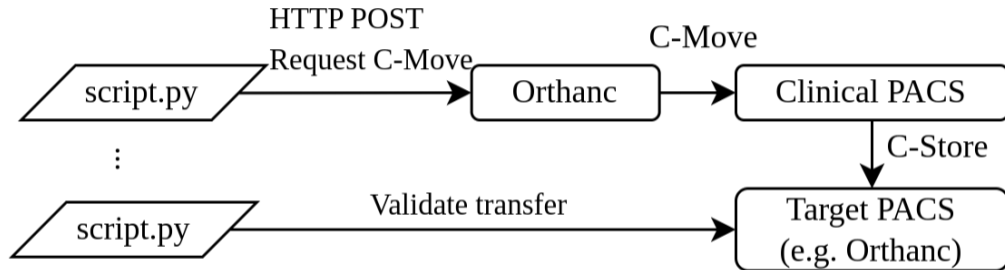 HTTP POST
Request C-Move
C-Move
script.py
Orthanc
Clinical PACS
⋮
C-Store
script.py
Validate transfer
Target PACS
(e.g. Orthanc)